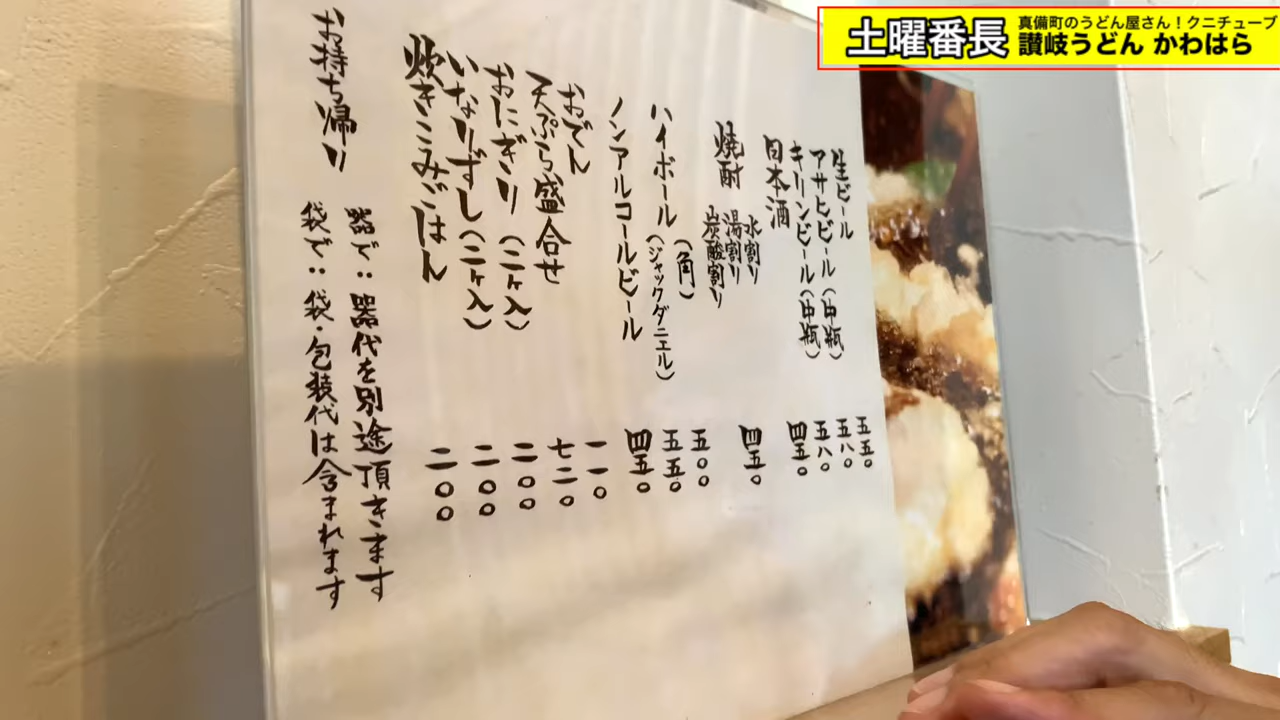 土曜番長
真備町のうどん屋さん!クニチューブ
讃岐うどん かわはら
生ビール 五五〇
アサヒビール(中瓶) 五八〇
キリンビール(中瓶) 五八〇
日本酒 四五〇
焼酎 水割り
湯割り
炭酸割り 四五〇
ハイボール(角) 五〇〇
(ジャックダニエル) 五五〇
ノンアルコールビール 四五〇
おでん 一一〇
天ぷら盛合せ 七二〇
おにぎり(二ヶ入) 二〇〇
いなりずし(二ヶ入) 二〇〇
炊きこみごはん 二〇〇
お持ち帰り
器で:器代を別途頂きます
袋で:袋・包装代は含まれます